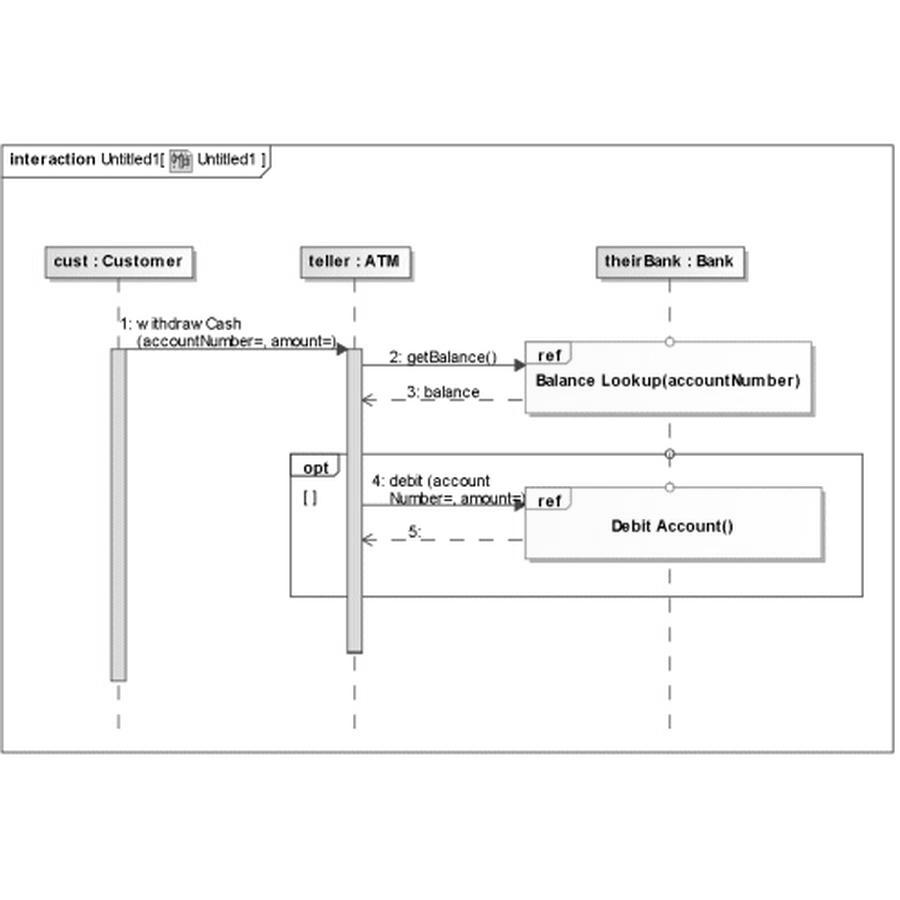 interaction Untitled1[ Untitled1 ]
cust : Customer
teller : ATM
theirBank : Bank
1: withdraw Cash
(accountNumber=, amount=)
2: getBalance()
ref
Balance Lookup(accountNumber)
3: balance
opt
[ ]
4: debit (account
Number=, amount=)
ref
Debit Account()
5: